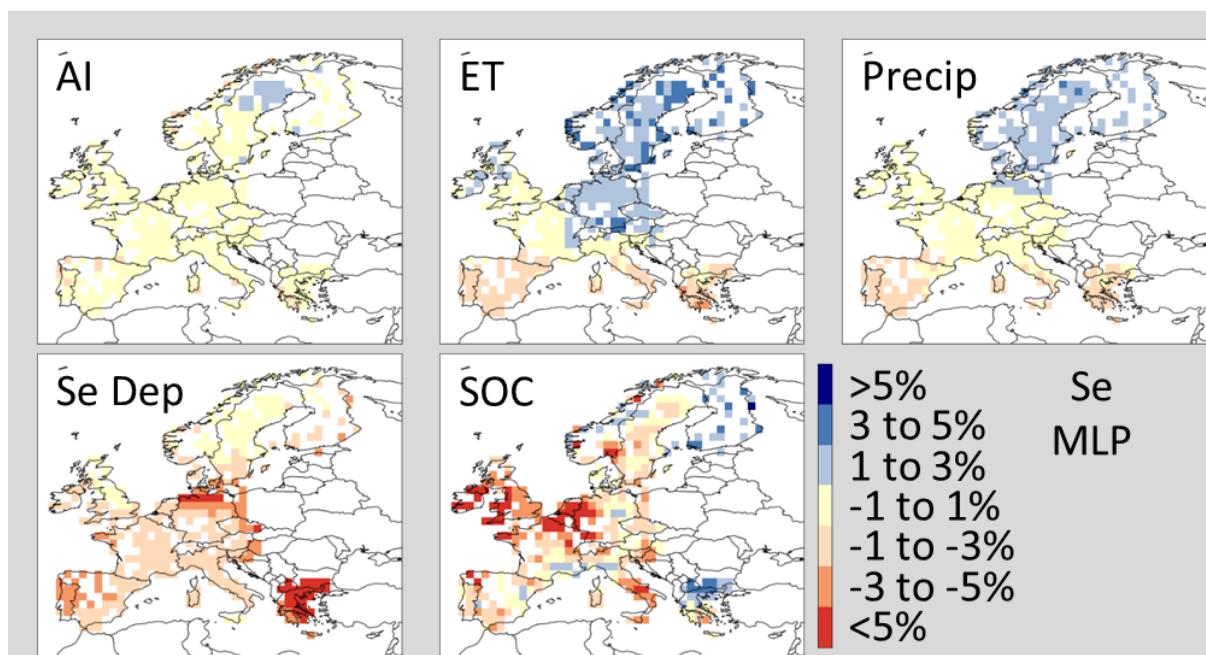 AI
ET
Precip
Se Dep
SOC
>5%
3 to 5%
1 to 3%
-1 to 1%
-1 to -3%
-3 to -5%
<5%
Se
MLP